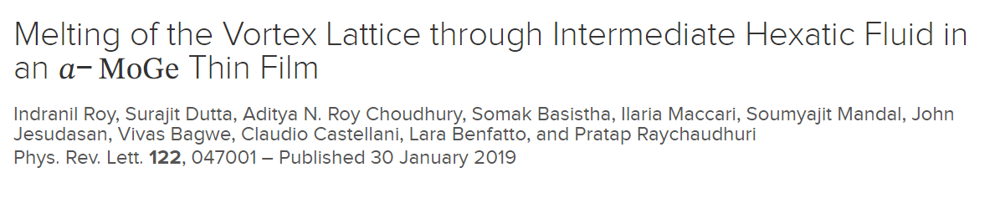 Melting of the Vortex Lattice through Intermediate Hexatic Fluid in
an a− MoGe Thin Film
Indranil Roy, Surajit Dutta, Aditya N. Roy Choudhury, Somak Basistha, Ilaria Maccari, Soumyajit Mandal, John
Jesudasan, Vivas Bagwe, Claudio Castellani, Lara Benfatto, and Pratap Raychaudhuri
Phys. Rev. Lett. 122, 047001 – Published 30 January 2019